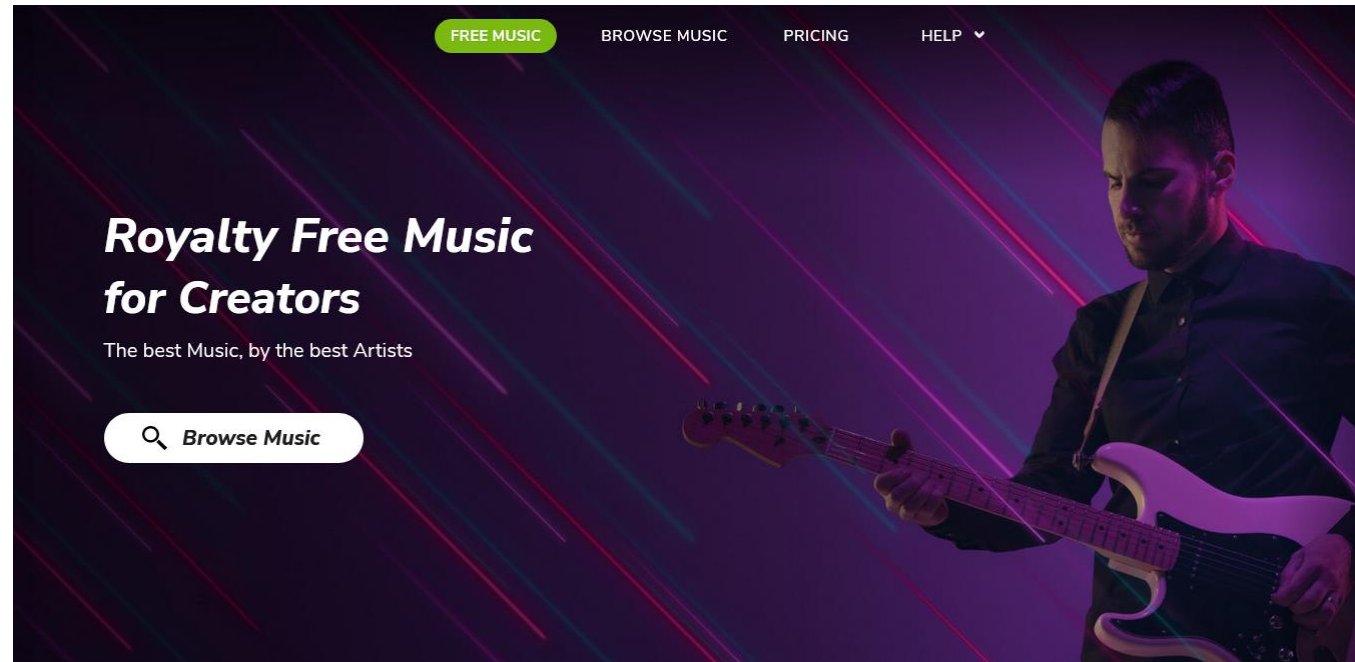 FREE MUSIC BROWSE MUSIC PRICING HELP
Royalty Free Music
for Creators
The best Music, by the best Artists
Browse Music